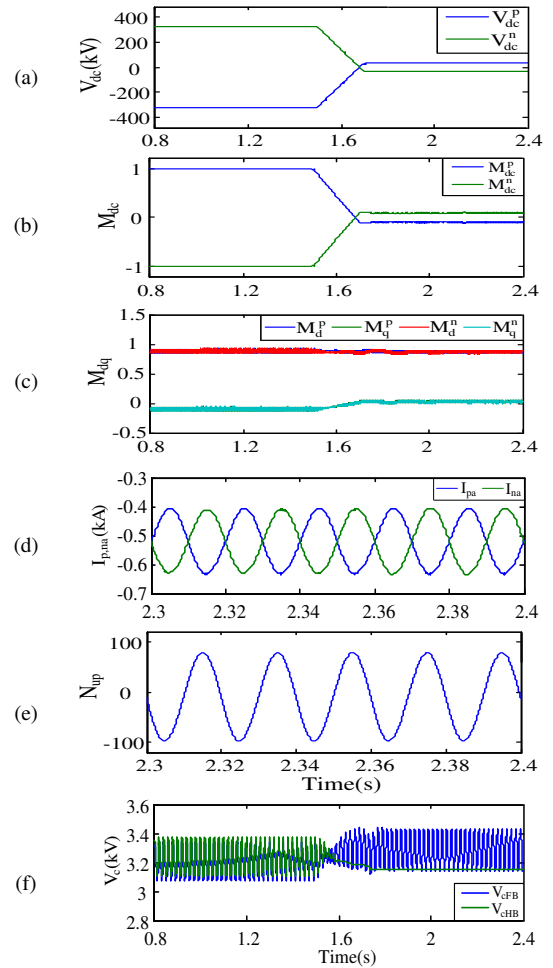 (a)
V_dc(kV)
400
200
0
-200
-400
V_dc^p
V_dc^n
0.8 1.2 1.6 2 2.4
(b)
M_dc
1
0
-1
M_dc^p
M_dc^n
0.8 1.2 1.6 2 2.4
(c)
M_dq
1.5
1
0.5
0
-0.5
M_d^p M_q^p M_d^n M_q^n
0.8 1.2 1.6 2 2.4
(d)
I_p,na(kA)
-0.3
-0.4
-0.5
-0.6
-0.7
I_pa I_na
2.3 2.32 2.34 2.36 2.38 2.4
(e)
N_up
100
0
-100
2.3 2.32 2.34 2.36 2.38 2.4
Time(s)
(f)
V_c(kV)
3.6
3.4
3.2
3
2.8
V_cFB
V_cHB
0.8 1.2 1.6 2 2.4
Time(s)